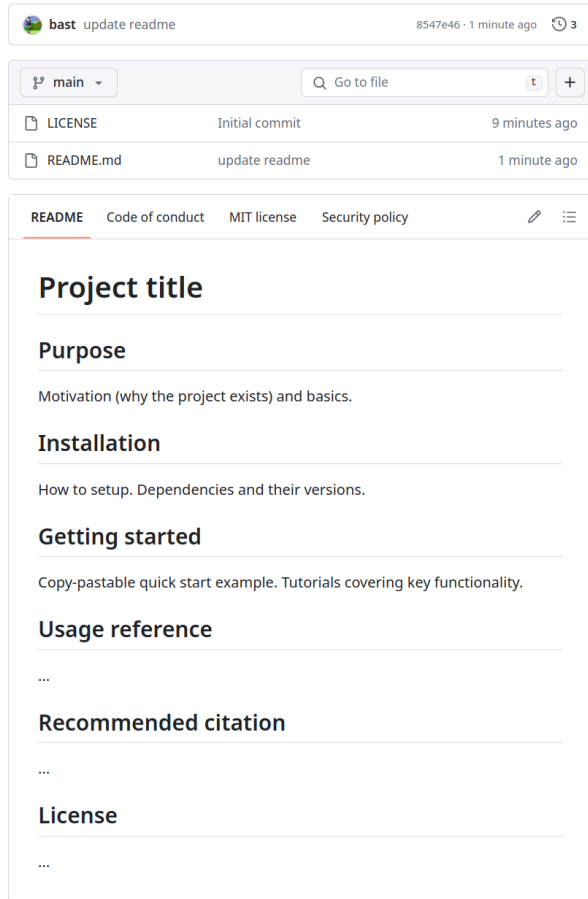 bast update readme 8547e46 · 1 minute ago 3
main Go to file t +
LICENSE Initial commit 9 minutes ago
README.md update readme 1 minute ago
README Code of conduct MIT license Security policy
Project title
Purpose
Motivation (why the project exists) and basics.
Installation
How to setup. Dependencies and their versions.
Getting started
Copy-pastable quick start example. Tutorials covering key functionality.
Usage reference
...
Recommended citation
...
License
...